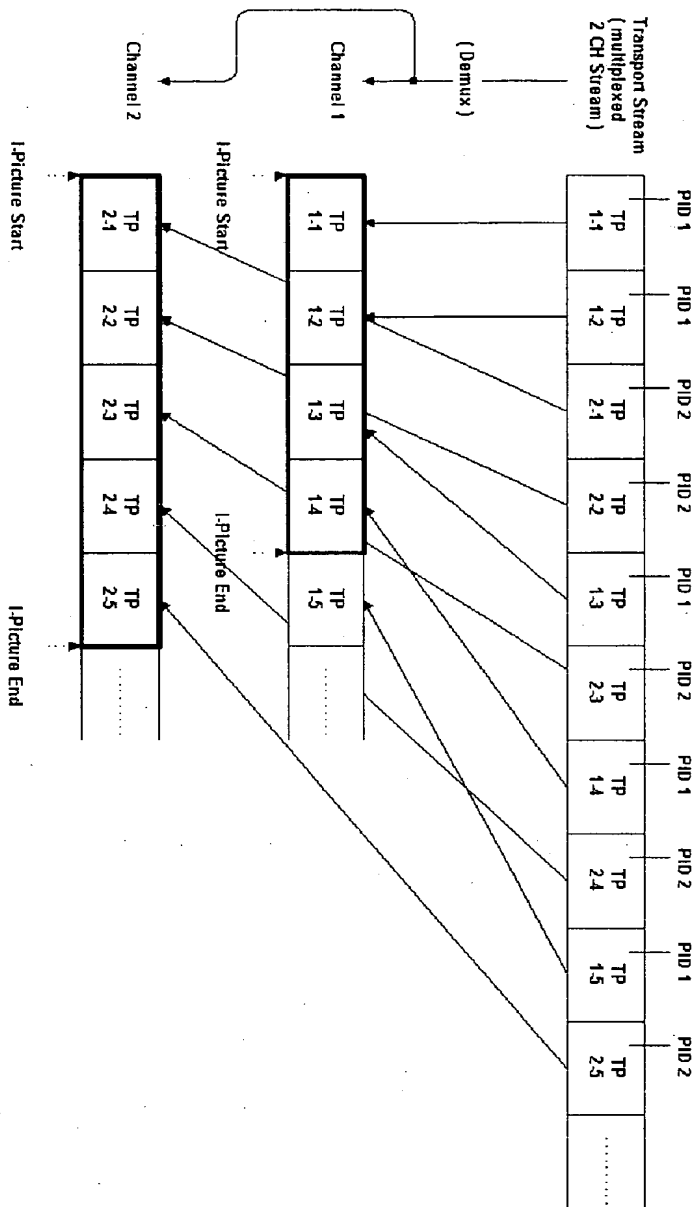 PID 1
PID 1
PID 2
PID 2
PID 1
PID 2
PID 1
PID 2
PID 1
PID 2
Transport Stream
( multiplexed
2 CH Stream )
TP
1-1
TP
1-2
TP
2-1
TP
2-2
TP
1-3
TP
2-3
TP
1-4
TP
2-4
TP
1-5
TP
2-5
.........
( Demux )
Channel 1
TP
1-1
TP
1-2
TP
1-3
TP
1-4
TP
1-5
.........
I-Picture Start
I-Picture End
Channel 2
TP
2-1
TP
2-2
TP
2-3
TP
2-4
TP
2-5
.........
I-Picture Start
I-Picture End